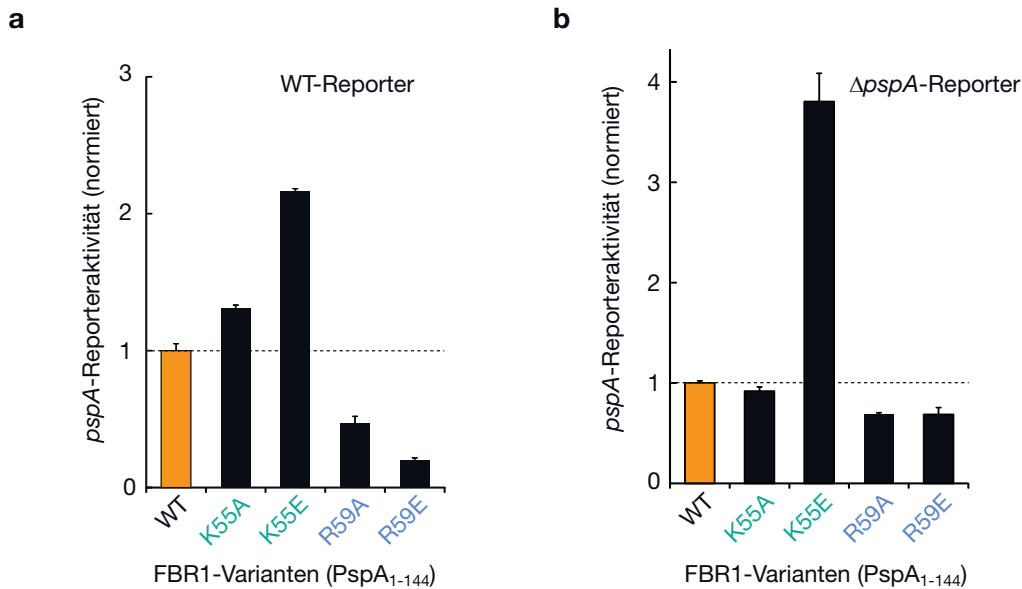 a
WT-Reporter
pspA-Reporteraktivität (normiert)
3
2
1
0
WT
K55A
K55E
R59A
R59E
FBR1-Varianten (PspA1-144)
b
ΔpspA-Reporter
pspA-Reporteraktivität (normiert)
4
3
2
1
0
WT
K55A
K55E
R59A
R59E
FBR1-Varianten (PspA1-144)